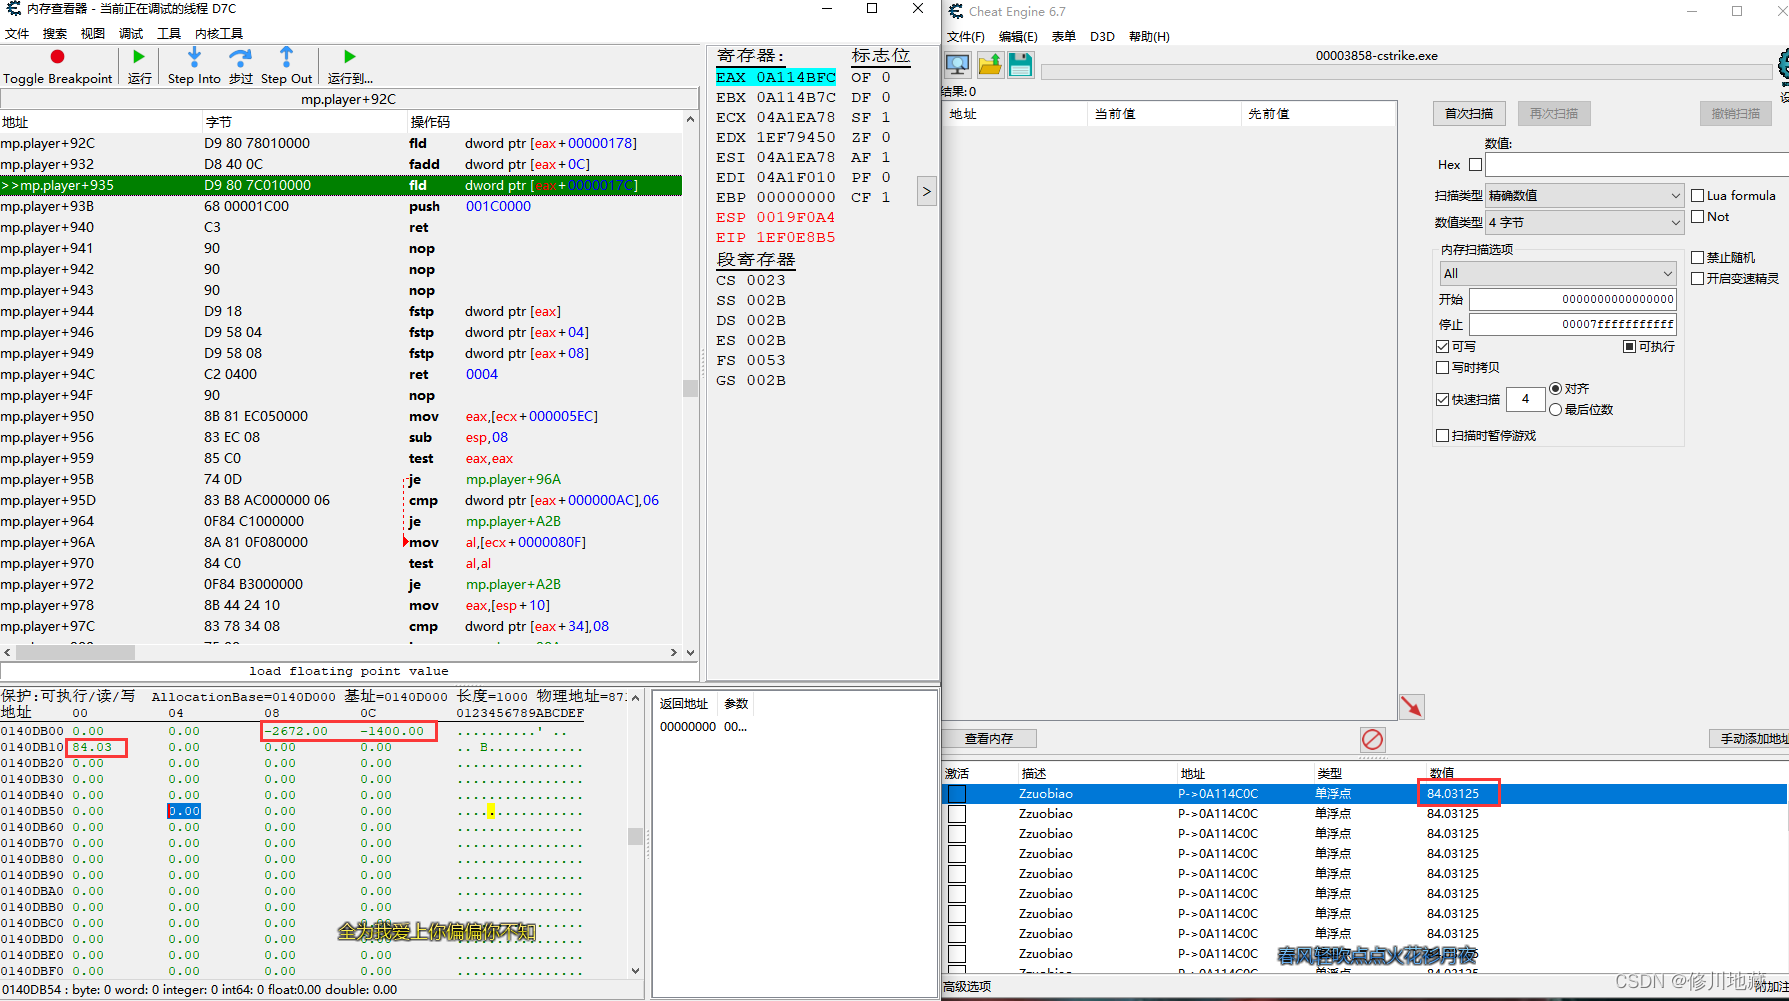 内存查看器 - 当前正在调试的线程 D7C
文件 搜索 视图 调试 工具 内核工具
Toggle Breakpoint 运行 Step Into 步过 Step Out 运行到...
mp.player+92C
地址 字节 操作码
mp.player+92C D9 80 78010000 fld dword ptr [eax+00000178]
mp.player+932 D8 40 0C fadd dword ptr [eax+0C]
>>mp.player+935 D9 80 7C010000 fld dword ptr [eax+0000017C]
mp.player+93B 68 00001C00 push 001C0000
mp.player+940 C3 ret
mp.player+941 90 nop
mp.player+942 90 nop
mp.player+943 90 nop
mp.player+944 D9 18 fstp dword ptr [eax]
mp.player+946 D9 58 04 fstp dword ptr [eax+04]
mp.player+949 D9 58 08 fstp dword ptr [eax+08]
mp.player+94C C2 0400 ret 0004
mp.player+94F 90 nop
mp.player+950 8B 81 EC050000 mov eax,[ecx+000005EC]
mp.player+956 83 EC 08 sub esp,08
mp.player+959 85 C0 test eax,eax
mp.player+95B 74 0D je mp.player+96A
mp.player+95D 83 B8 AC000000 06 cmp dword ptr [eax+000000AC],06
mp.player+964 0F84 C1000000 je mp.player+A2B
mp.player+96A 8A 81 0F080000 mov al,[ecx+0000080F]
mp.player+970 84 C0 test al,al
mp.player+972 0F84 B3000000 je mp.player+A2B
mp.player+978 8B 44 24 10 mov eax,[esp+10]
mp.player+97C 83 78 34 08 cmp dword ptr [eax+34],08
load floating point value
寄存器: 标志位
EAX 0A114BFC OF 0
EBX 0A114B7C DF 0
ECX 04A1EA78 SF 1
EDX 1EF79450 ZF 0
ESI 04A1EA78 AF 1
EDI 04A1F010 PF 0
EBP 00000000 CF 1
ESP 0019F0A4
EIP 1EF0E8B5
段寄存器
CS 0023
SS 002B
DS 002B
ES 002B
FS 0053
GS 002B
>
保护:可执行/读/写 AllocationBase=0140D000 基址=0140D000 长度=1000 物理地址=87
地址 00 04 08 0C 0123456789ABCDEF
0140DB00 0.00 0.00 -2672.00 -1400.00 ..........' ..
0140DB10 84.03 0.00 0.00 0.00 .. B............
0140DB20 0.00 0.00 0.00 0.00 ................
0140DB30 0.00 0.00 0.00 0.00 ................
0140DB40 0.00 0.00 0.00 0.00 ................
0140DB50 0.00 0.00 0.00 0.00 ................
0140DB60 0.00 0.00 0.00 0.00 ................
0140DB70 0.00 0.00 0.00 0.00 ................
0140DB80 0.00 0.00 0.00 0.00 ................
0140DB90 0.00 0.00 0.00 0.00 ................
0140DBA0 0.00 0.00 0.00 0.00 ................
0140DBB0 0.00 0.00 0.00 0.00 ................
0140DBC0 0.00 0.00 0.00 0.00 ................
0140DBD0 0.00 0.00 0.00 0.00 ................
0140DBE0 0.00 0.00 0.00 0.00 ................
0140DBF0 0.00 0.00 0.00 0.00 ................
全为我爱上你偏偏你不知
0140DB54 : byte: 0 word: 0 integer: 0 int64: 0 float:0.00 double: 0.00
返回地址 参数
00000000 00...
Cheat Engine 6.7
文件(F) 编辑(E) 表单 D3D 帮助(H)
00003858-cstrike.exe
结果:0
地址 当前值 先前值
首次扫描 再次扫描 撤销扫描
数值:
Hex
扫描类型 精确数值 Lua formula
数值类型 4 字节 Not
内存扫描选项
All
禁止随机
开启变速精灵
开始 0000000000000000
停止 00007fffffffffff
可写 可执行
写时拷贝
快速扫描 4 对齐
最后位数
扫描时暂停游戏
查看内存 手动添加地址
激活 描述 地址 类型 数值
Zzuobiao P->0A114C0C 单浮点 84.03125
Zzuobiao P->0A114C0C 单浮点 84.03125
Zzuobiao P->0A114C0C 单浮点 84.03125
Zzuobiao P->0A114C0C 单浮点 84.03125
Zzuobiao P->0A114C0C 单浮点 84.03125
Zzuobiao P->0A114C0C 单浮点 84.03125
Zzuobiao P->0A114C0C 单浮点 84.03125
Zzuobiao P->0A114C0C 单浮点 84.03125
Zzuobiao P->0A114C0C 单浮点 84.03125
春风轻吹点点火花衫月夜
高级选项 附加注
CSDN @修川地藏